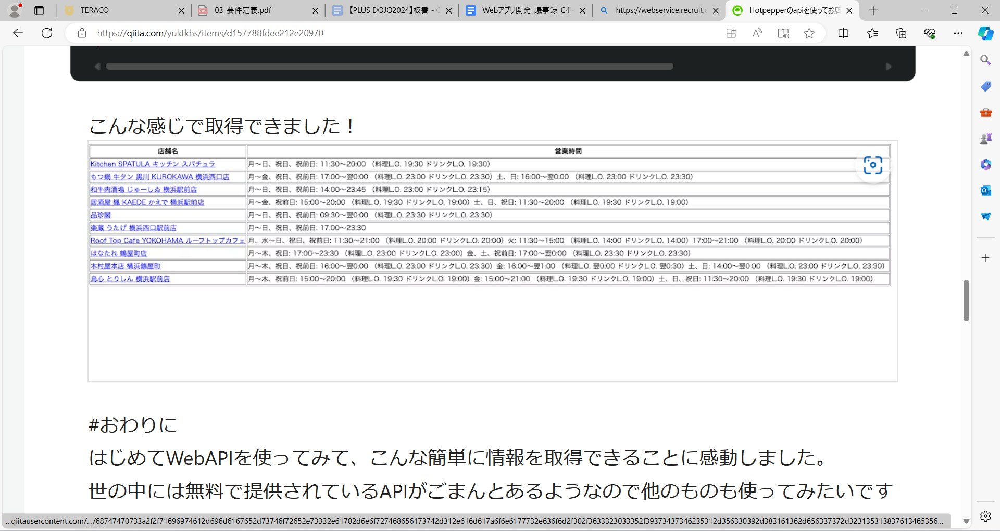 TERACO
03_要件定義.pdf
【PLUS DOJO2024】板書 - G
Webアプリ開発_議事録_C4 -
https://webservice.recruit.c
Hotpepperのapiを使ってお店
https://qiita.com/yuktkhs/items/d157788fdee212e20970
こんな感じで取得できました！
店舗名 営業時間
Kitchen SPATULA キッチン スパチュラ 月～日、祝日、祝前日: 11:30～20:00 （料理L.O. 19:30 ドリンクL.O. 19:30）
もつ鍋 牛タン 黒川 KUROKAWA 横浜西口店 月～金、祝日、祝前日: 17:00～翌0:00 （料理L.O. 23:00 ドリンクL.O. 23:30）土、日: 16:00～翌0:00 （料理L.O. 23:00 ドリンクL.O. 23:30）
和牛肉酒場 じゅーしゐ 横浜駅前店 月～日、祝日、祝前日: 14:00～23:45 （料理L.O. 23:00 ドリンクL.O. 23:15）
居酒屋 楓 KAEDE かえで 横浜駅前店 月～金、祝前日: 15:00～20:00 （料理L.O. 19:30 ドリンクL.O. 19:00）土、日、祝日: 11:30～20:00 （料理L.O. 19:30 ドリンクL.O. 19:00）
品珍閣 月～日、祝日、祝前日: 09:30～翌0:00 （料理L.O. 23:30 ドリンクL.O. 23:30）
楽蔵 うたげ 横浜西口駅前店 月～日、祝日、祝前日: 17:00～23:30
Roof Top Cafe YOKOHAMA ルーフトップカフェ 月、水～日、祝日、祝前日: 11:30～21:00 （料理L.O. 20:00 ドリンクL.O. 20:00）火: 11:30～15:00 （料理L.O. 14:00 ドリンクL.O. 14:00）17:00～21:00 （料理L.O. 20:00 ドリンクL.O. 20:00）
はなたれ 鶴屋町店 月～木、祝日: 17:00～23:30 （料理L.O. 23:00 ドリンクL.O. 23:00）金、土、祝前日: 17:00～翌0:00 （料理L.O. 23:30 ドリンクL.O. 23:30）
木村屋本店 横浜鶴屋町 月～木、祝日、祝前日: 16:00～翌0:00 （料理L.O. 23:00 ドリンクL.O. 23:30）金: 16:00～翌1:00 （料理L.O. 翌0:00 ドリンクL.O. 翌0:30）土、日: 14:00～翌0:00 （料理L.O. 23:00 ドリンクL.O. 23:30）
鳥心 とりしん 横浜駅前店 月～木、祝前日: 15:00～20:00 （料理L.O. 19:30 ドリンクL.O. 19:00）金: 15:00～21:00 （料理L.O. 19:30 ドリンクL.O. 19:00）土、日、祝日: 11:30～20:00 （料理L.O. 19:30 ドリンクL.O. 19:00）
#おわりに
はじめてWebAPIを使ってみて、こんな簡単に情報を取得できることに感動しました。
世の中には無料で提供されているAPIがごまんとあるようなので他のものも使ってみたいです